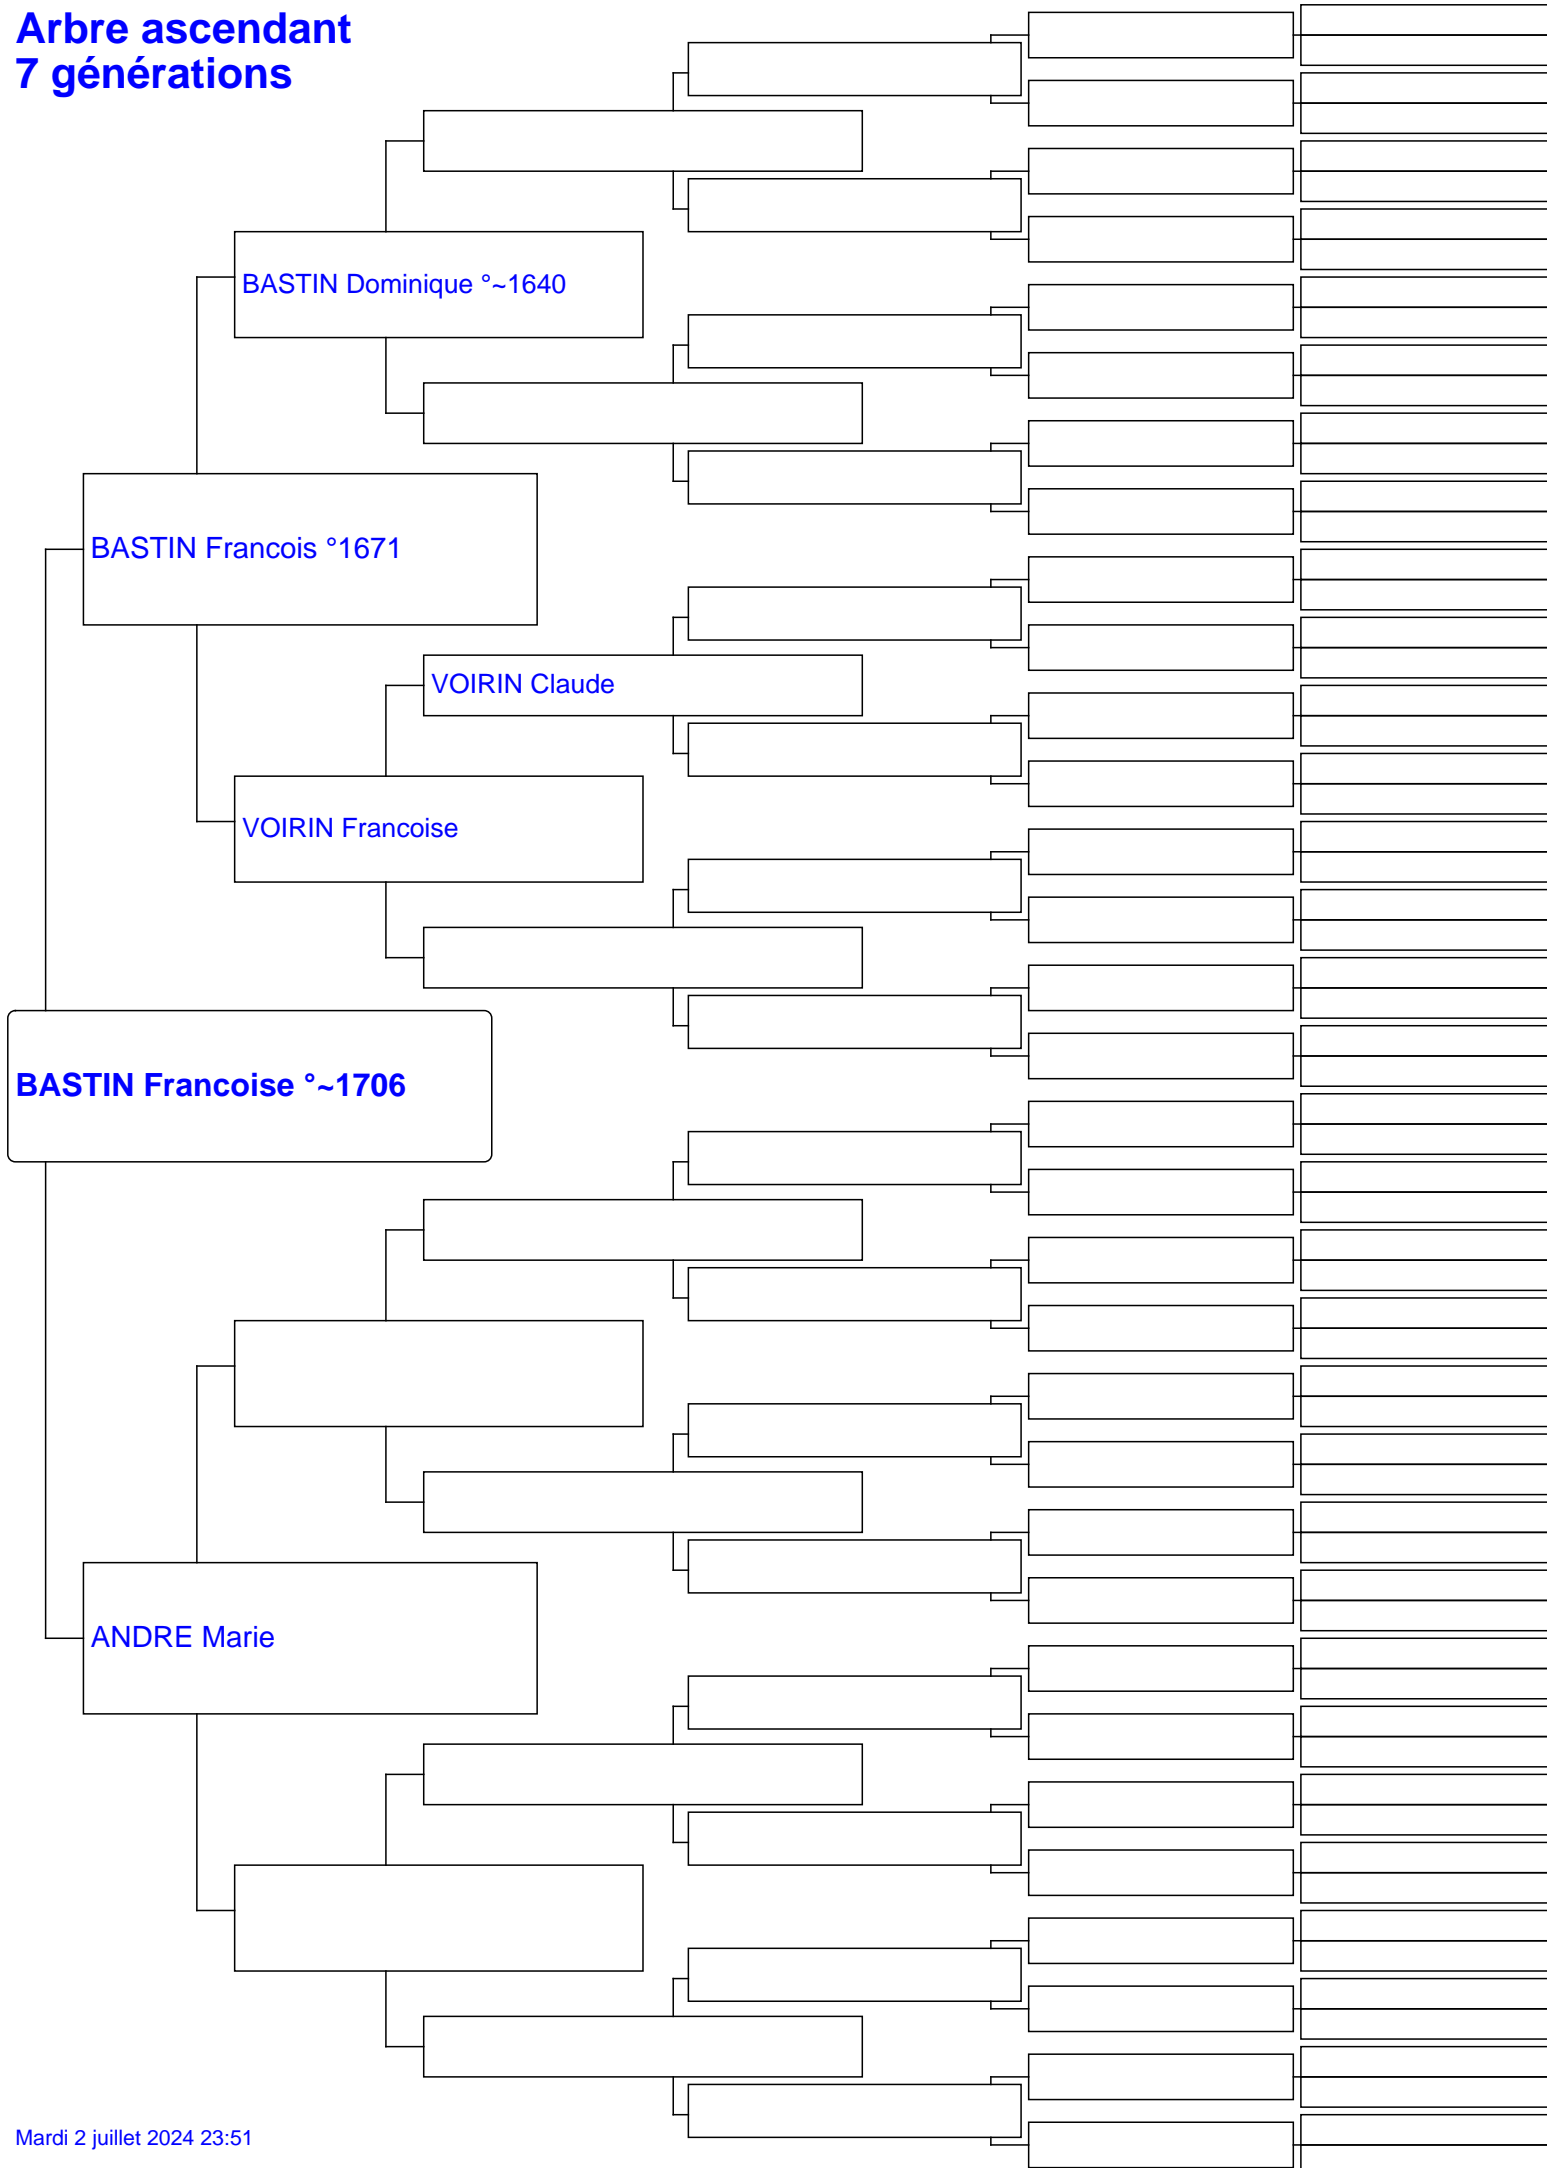 Arbre ascendant
7 générations
BASTIN Dominique °~1640
BASTIN Francois °1671
VOIRIN Claude
VOIRIN Francoise
BASTIN Francoise °~1706
ANDRE Marie
Mardi 2 juillet 2024 23:51